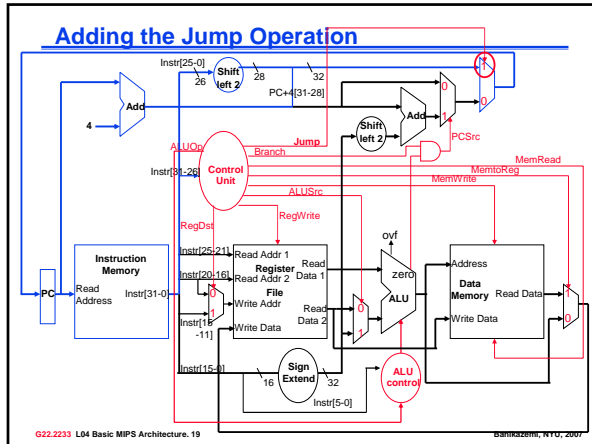 Adding the Jump Operation
Instr[25-0]
Shift left 2
26
28
32
PC+4[31-28]
1
0
0
1
Add
4
Add
Shift left 2
PCSrc
Jump
ALUOp
Branch
MemRead
MemtoReg
MemWrite
Instr[31-26]
Control Unit
ALUSrc
RegWrite
RegDst
ovf
Instruction Memory
PC
Read Address
Instr[31-0]
Instr[25-21]
Read Addr 1
Instr[20-16]
Read Addr 2
Register File
Read Data 1
Read Data 2
0
1
Write Addr
Instr[15
-11]
Write Data
0
1
zero
ALU
Address
Data Memory
Read Data
Write Data
1
0
Instr[15-0]
Sign Extend
16
32
ALU control
Instr[5-0]
G22.2233 L04 Basic MIPS Architecture. 19
Banikazemi, NYU, 2007